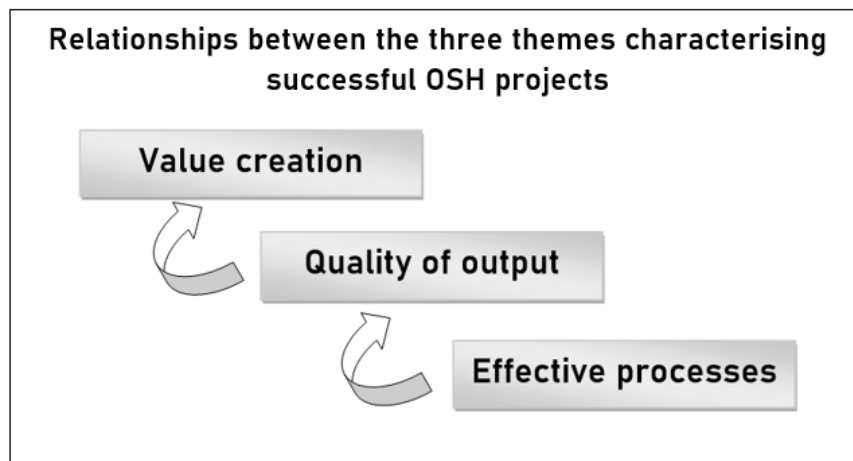 Relationships between the three themes characterising
successful OSH projects
Value creation
Quality of output
Effective processes